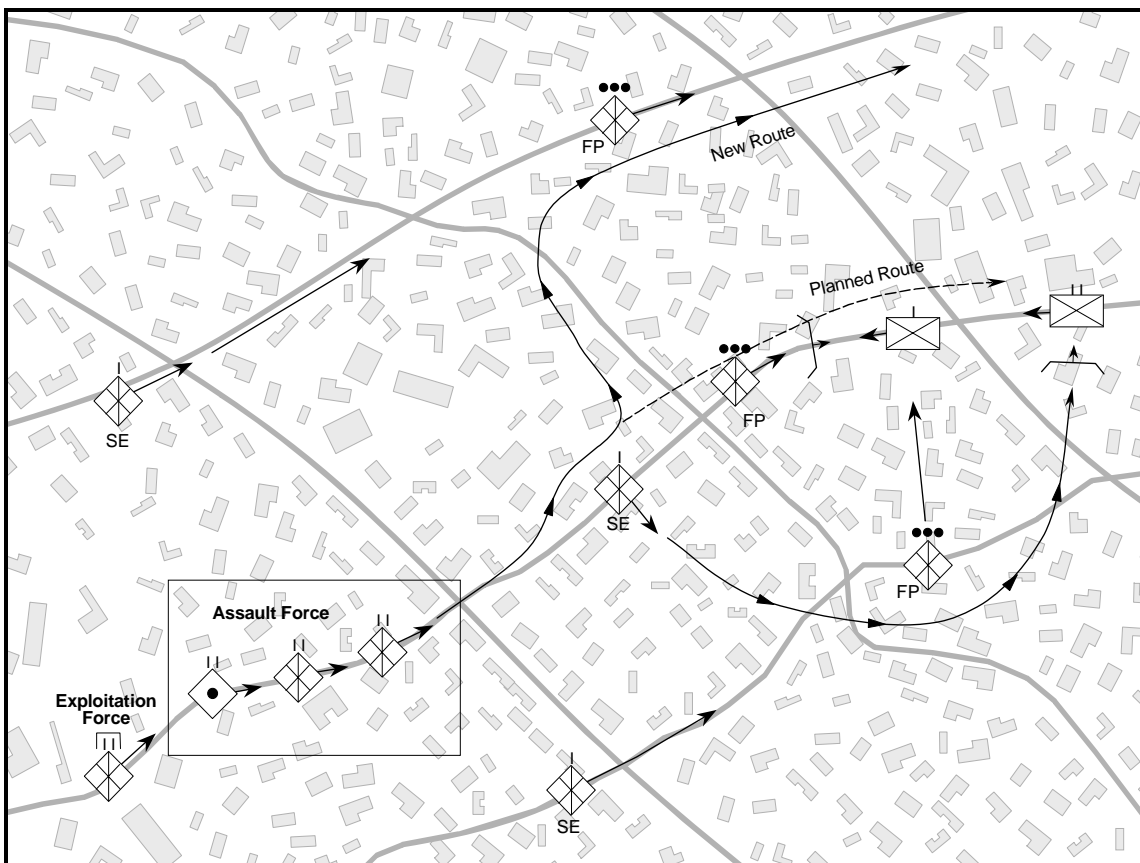 FP
New Route
Planned Route
SE
FP
SE
FP
Assault Force
Exploitation
Force
SE